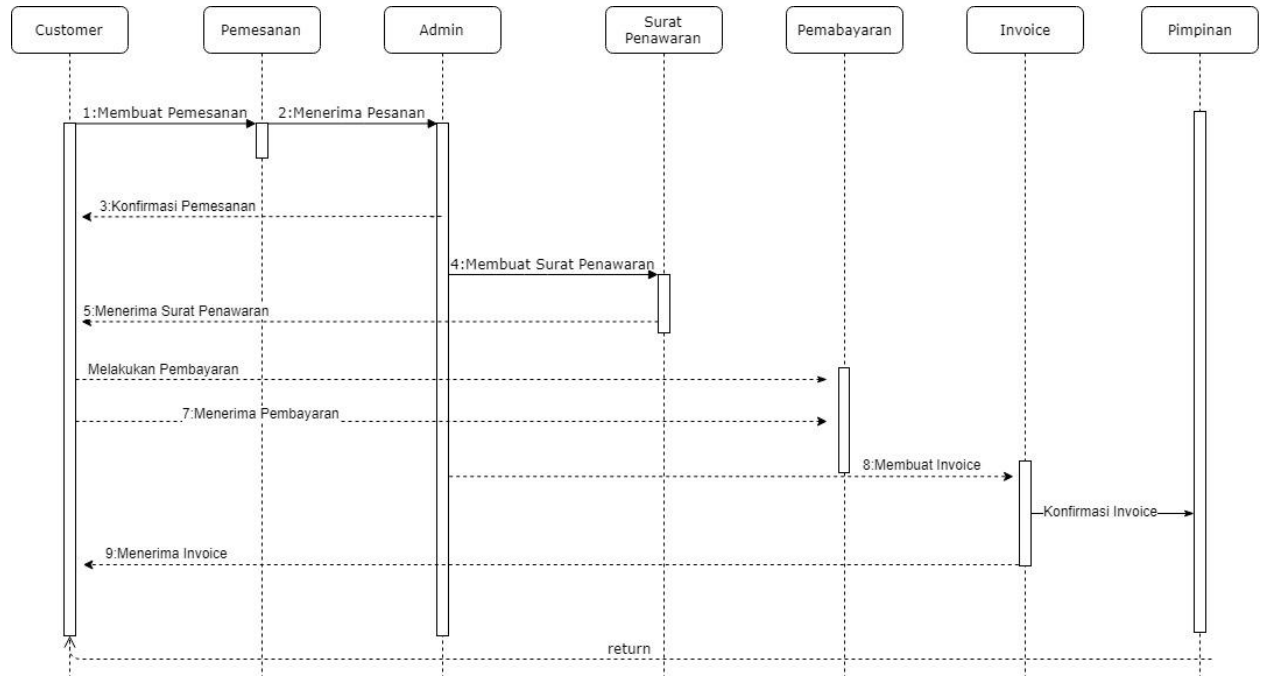 Customer
Pemesanan
Admin
Surat
Penawaran
Pemabayaran
Invoice
Pimpinan
1:Membuat Pemesanan
2:Menerima Pesanan
3:Konfirmasi Pemesanan
4:Membuat Surat Penawaran
5:Menerima Surat Penawaran
Melakukan Pembayaran
7:Menerima Pembayaran
8:Membuat Invoice
Konfirmasi Invoice
9:Menerima Invoice
return